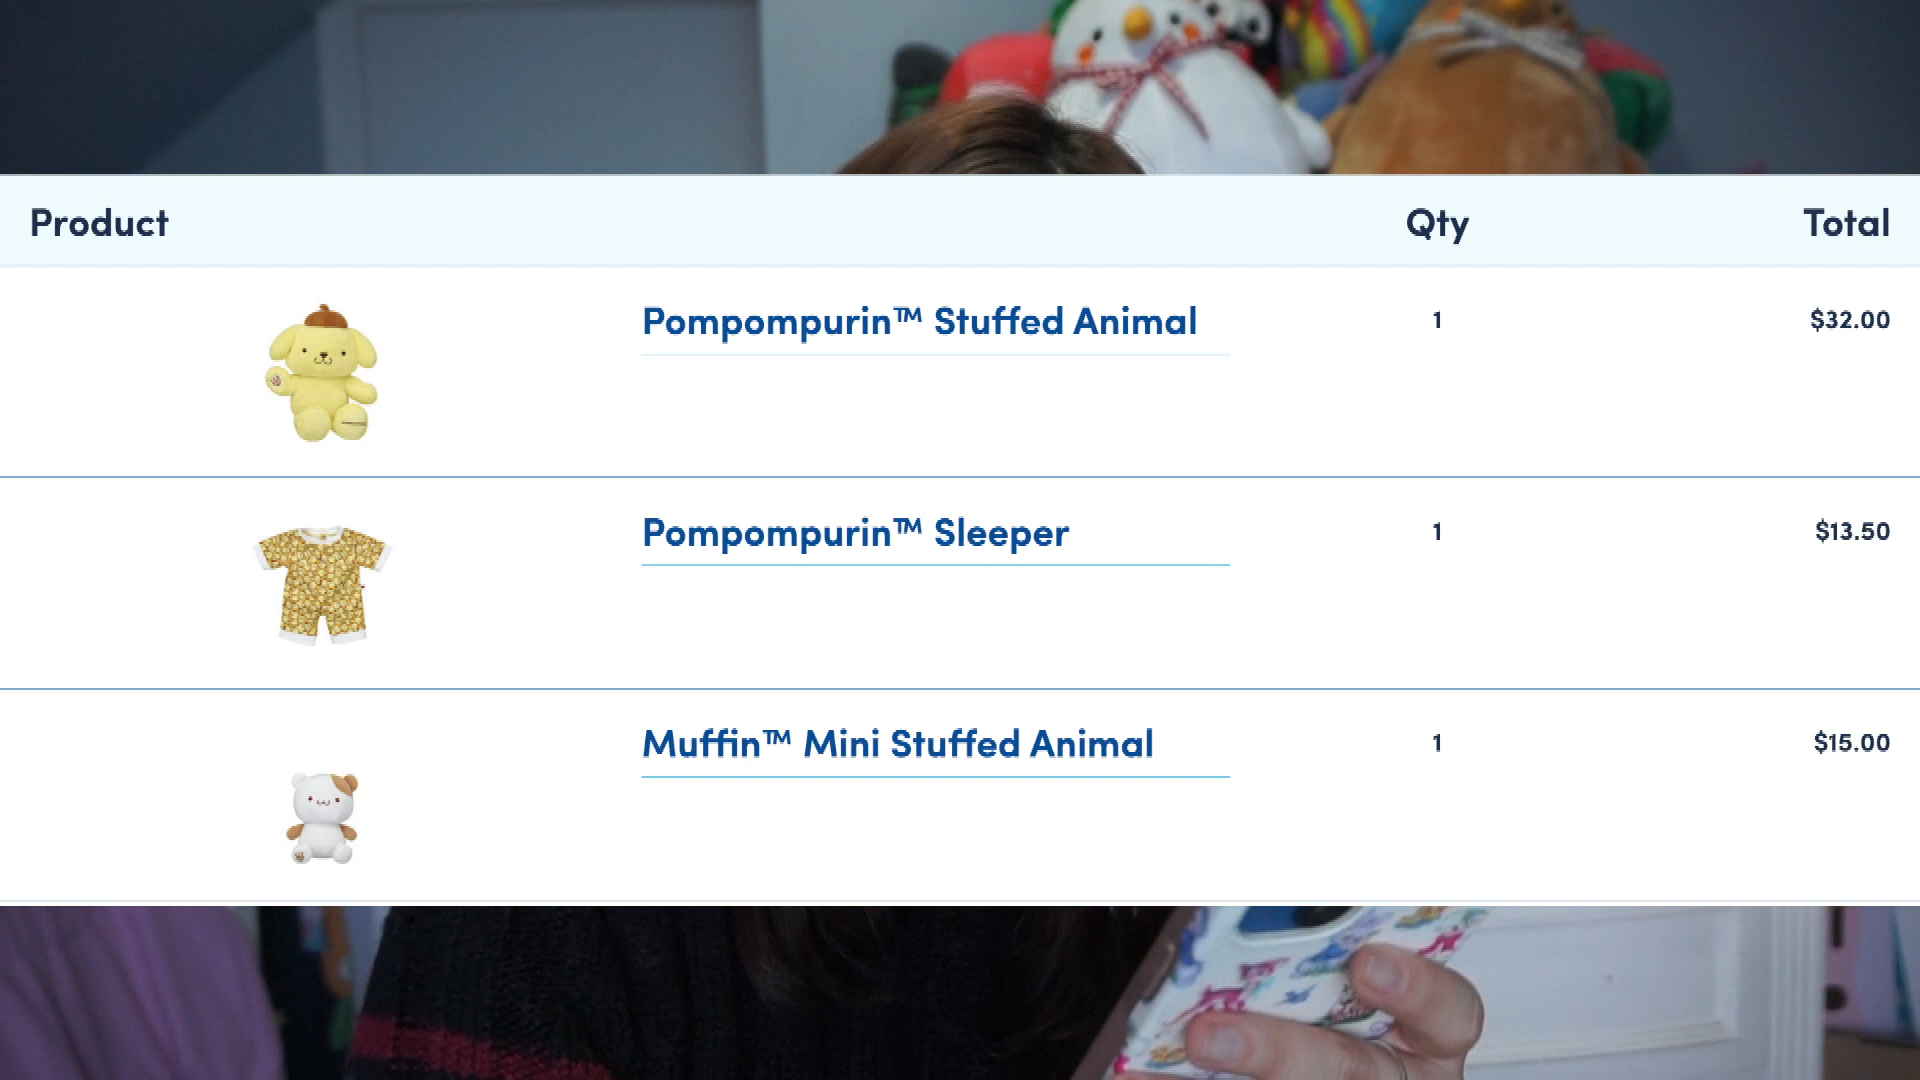 Product Qty Total
Pompompurin™ Stuffed Animal 1 $32.00
Pompompurin™ Sleeper 1 $13.50
Muffin™ Mini Stuffed Animal 1 $15.00